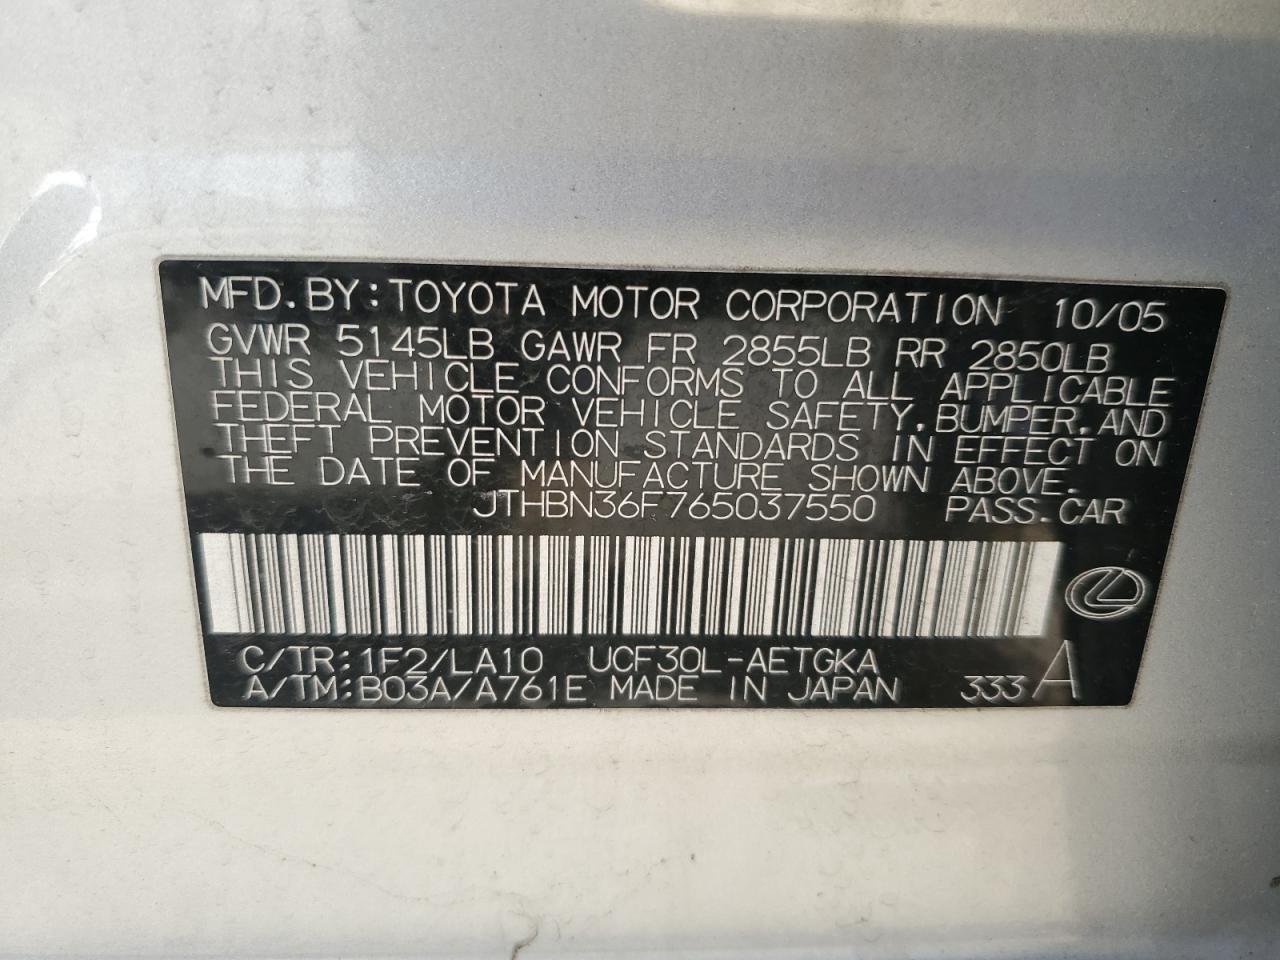 MFD. BY: TOYOTA MOTOR CORPORATION 10/05
GVWR 5145LB GAWR FR 2855LB RR 2850LB
THIS VEHICLE CONFORMS TO ALL APPLICABLE
FEDERAL MOTOR VEHICLE SAFETY, BUMPER, AND
THEFT PREVENTION STANDARDS IN EFFECT ON
THE DATE OF MANUFACTURE SHOWN ABOVE.
JTHBN36F765037550 PASS. CAR
C/TR: 1F2/LA10 UCF30L-AETGKA
A/TM: B03A/A761E MADE IN JAPAN 333 A